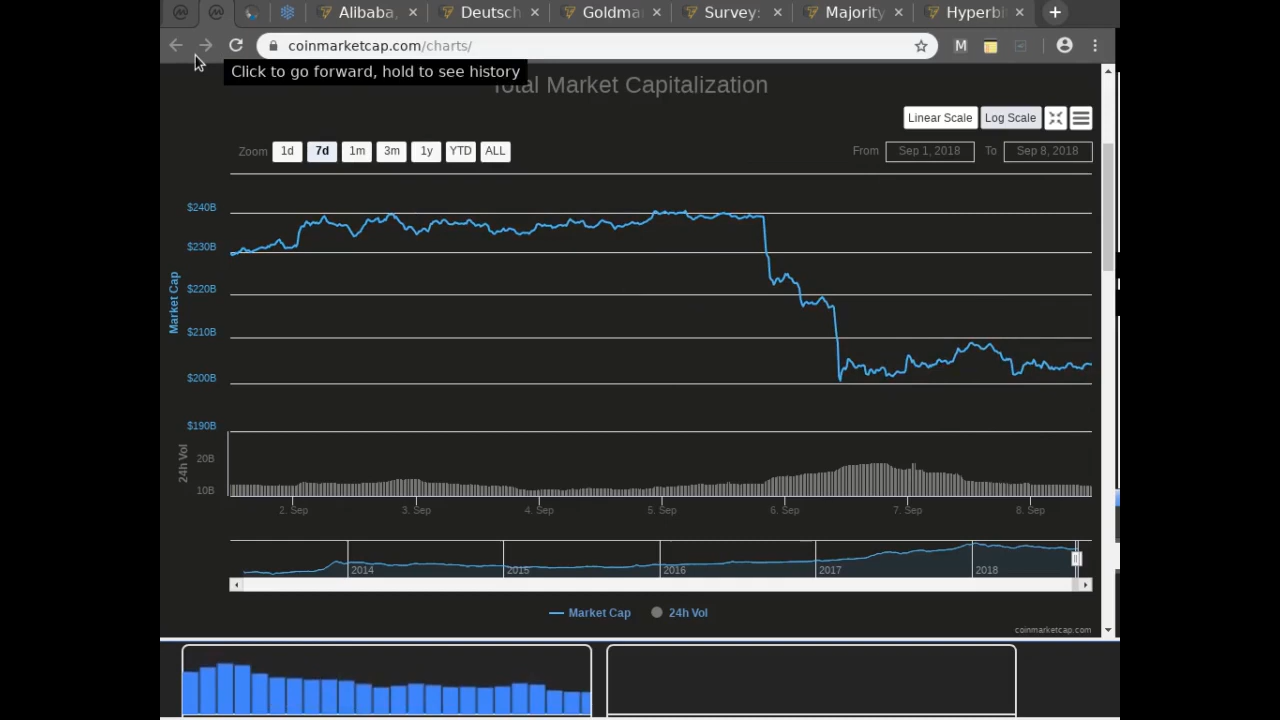 Alibaba,
Deutsch
Goldma
Survey:
Majority
Hyperbi
coinmarketcap.com/charts/
M
Click to go forward, hold to see history
Total Market Capitalization
Linear Scale
Log Scale
Zoom 1d 7d 1m 3m 1y YTD ALL
From Sep 1, 2018 To Sep 8, 2018
$240B
$230B
$220B
$210B
$200B
$190B
Market Cap
24h Vol
20B
10B
2. Sep 3. Sep 4. Sep 5. Sep 6. Sep 7. Sep 8. Sep
2014 2015 2016 2017 2018
Market Cap 24h Vol
coinmarketcap.com